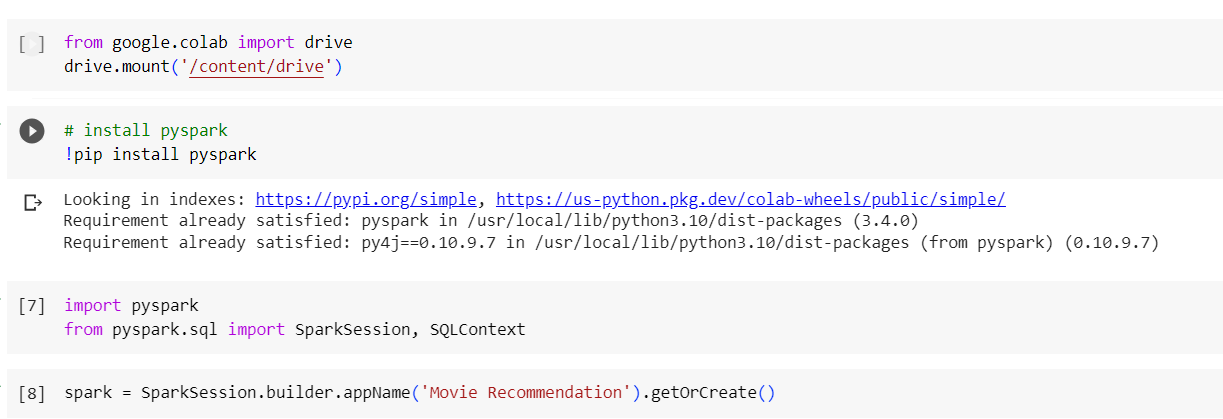 [ ] from google.colab import drive
drive.mount('/content/drive')
# install pyspark
!pip install pyspark
Looking in indexes: https://pypi.org/simple, https://us-python.pkg.dev/colab-wheels/public/simple/
Requirement already satisfied: pyspark in /usr/local/lib/python3.10/dist-packages (3.4.0)
Requirement already satisfied: py4j==0.10.9.7 in /usr/local/lib/python3.10/dist-packages (from pyspark) (0.10.9.7)
[7] import pyspark
from pyspark.sql import SparkSession, SQLContext
[8] spark = SparkSession.builder.appName('Movie Recommendation').getOrCreate()